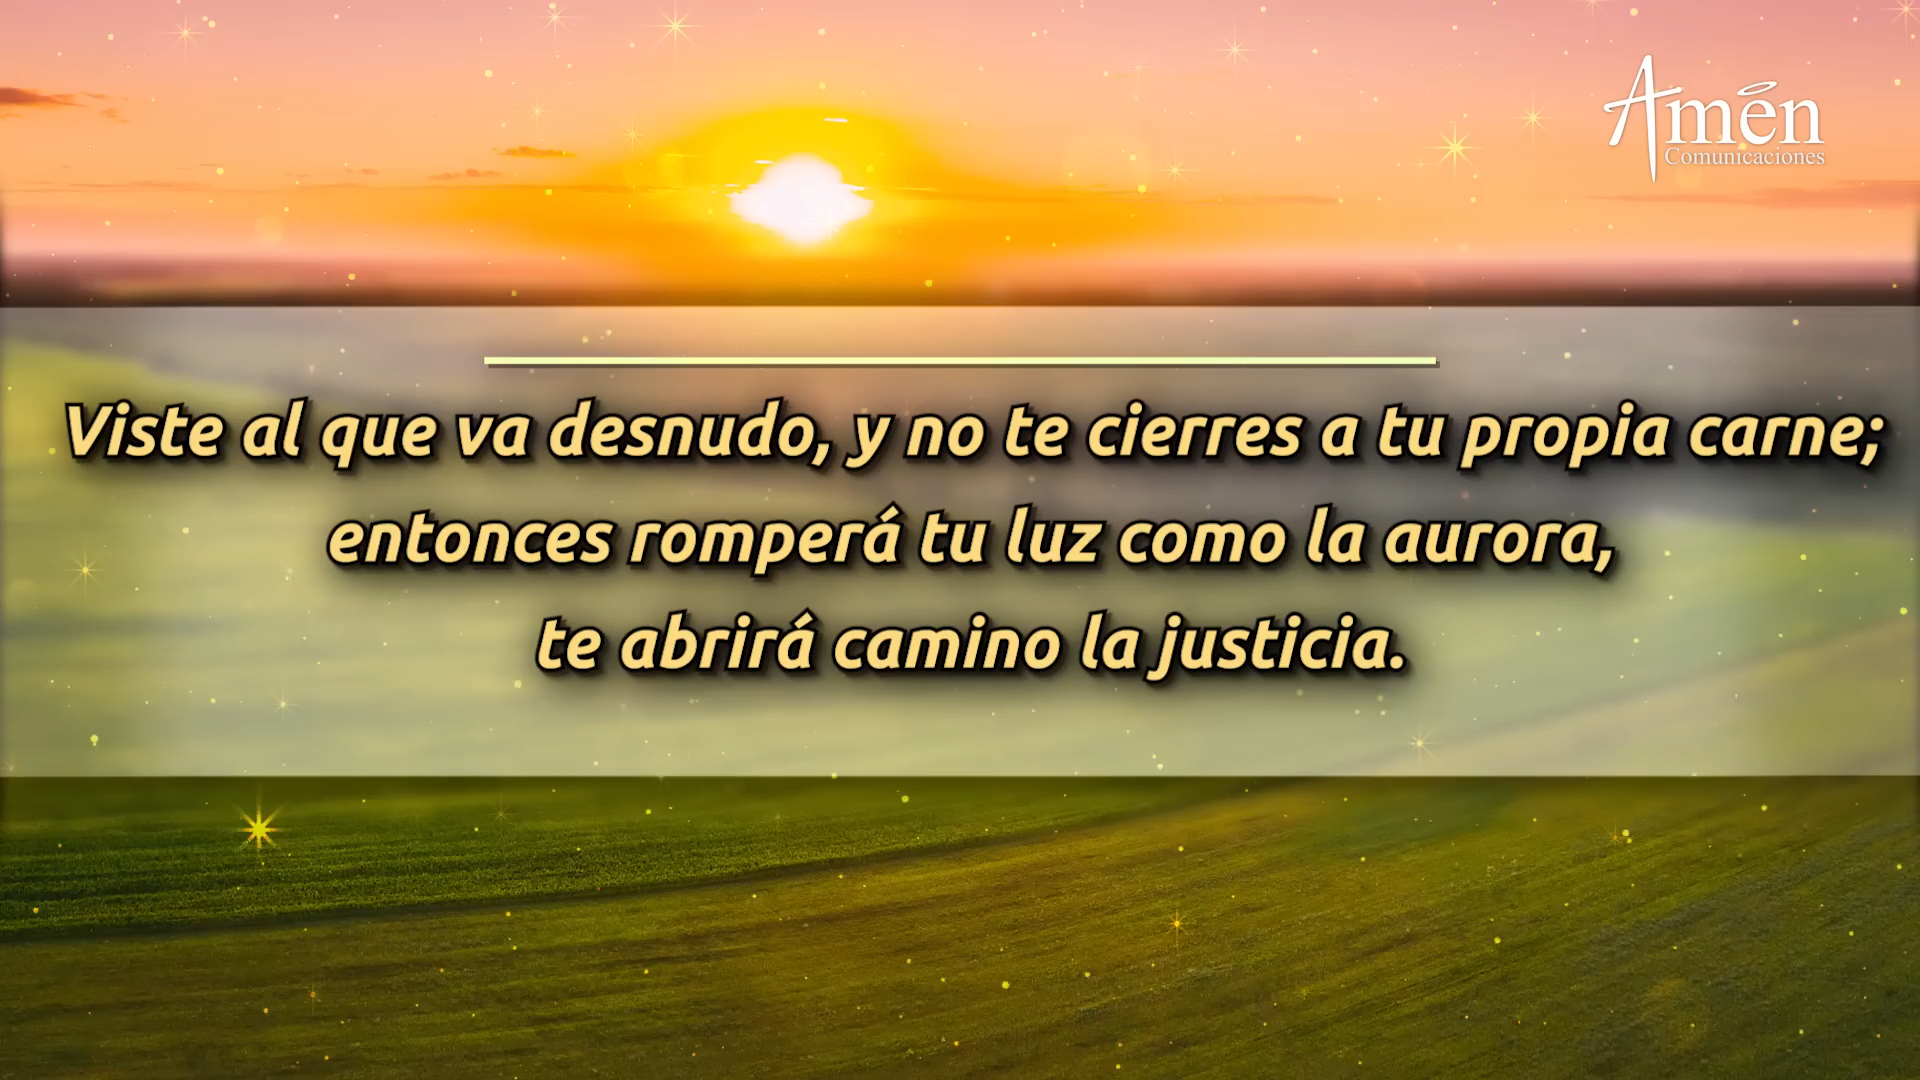 Amén
Comunicaciones
Viste al que va desnudo, y no te cierres a tu propia carne;
entonces romperá tu luz como la aurora,
te abrirá camino la justicia.